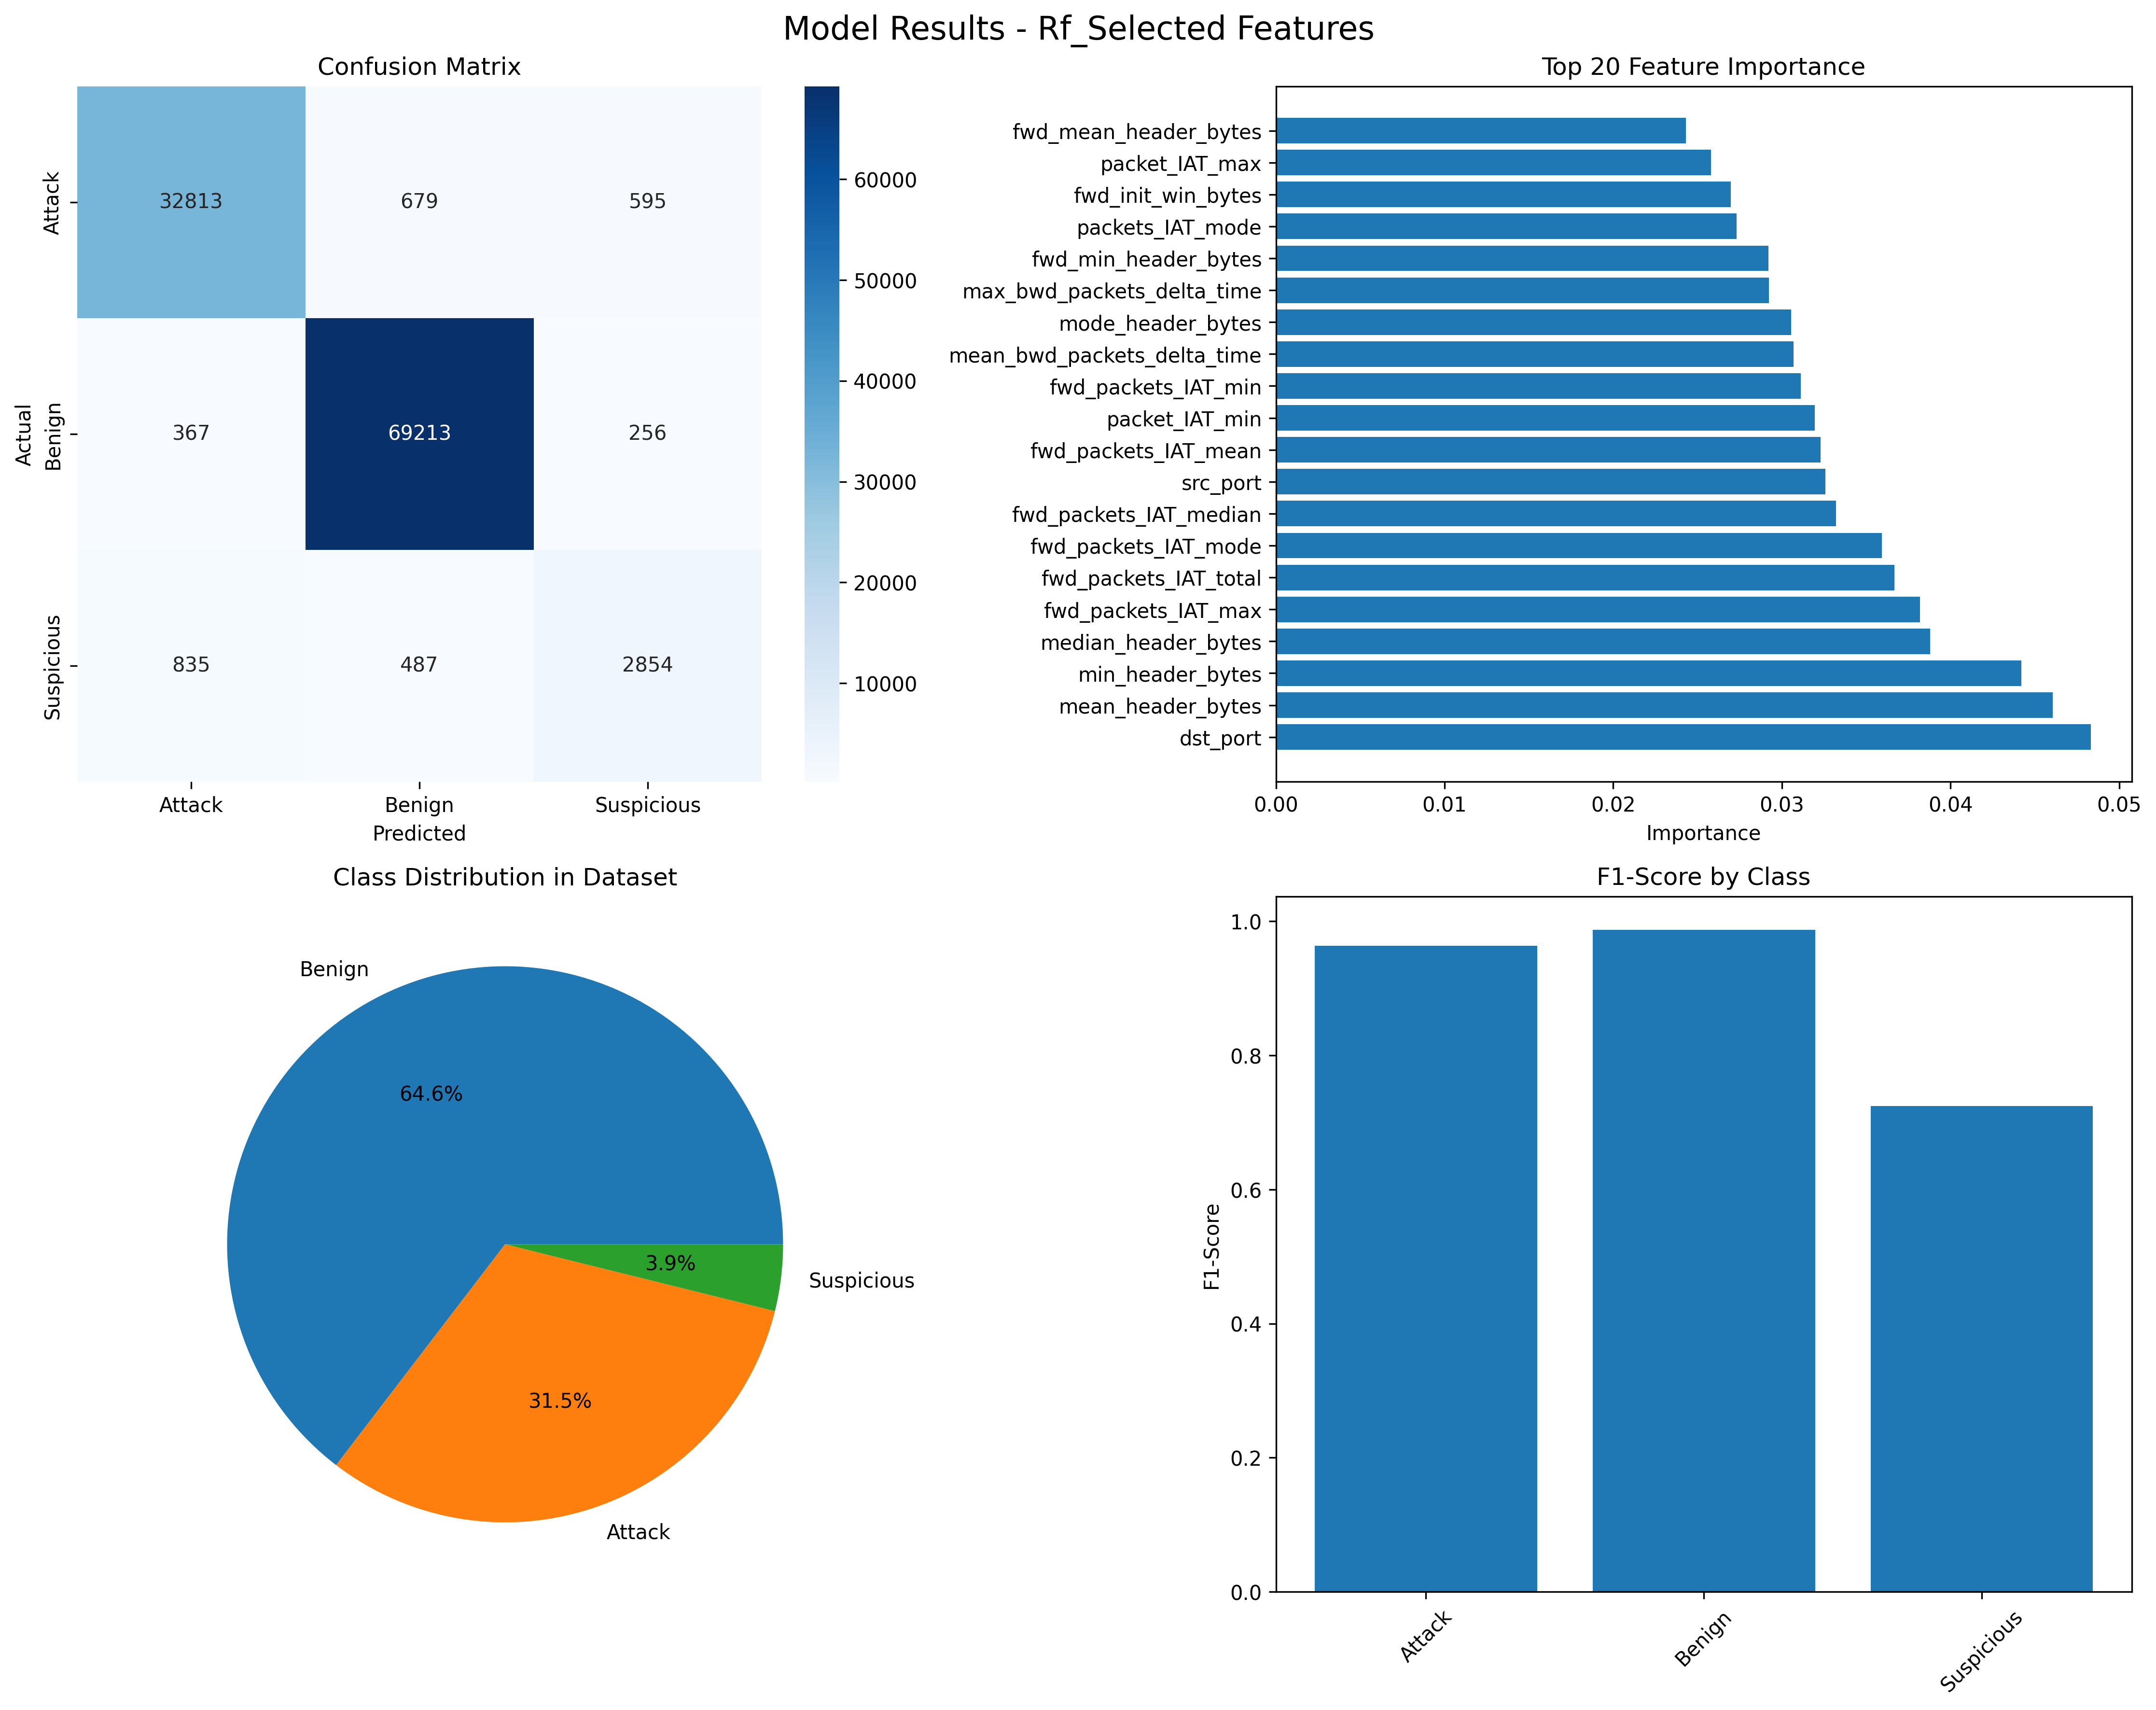 Model Results - Rf_Selected Features
Confusion Matrix
Actual
Attack
Benign
Suspicious
32813 679 595
367 69213 256
835 487 2854
Attack Benign Suspicious
Predicted
60000
50000
40000
30000
20000
10000
Top 20 Feature Importance
fwd_mean_header_bytes
packet_IAT_max
fwd_init_win_bytes
packets_IAT_mode
fwd_min_header_bytes
max_bwd_packets_delta_time
mode_header_bytes
mean_bwd_packets_delta_time
fwd_packets_IAT_min
packet_IAT_min
fwd_packets_IAT_mean
src_port
fwd_packets_IAT_median
fwd_packets_IAT_mode
fwd_packets_IAT_total
fwd_packets_IAT_max
median_header_bytes
min_header_bytes
mean_header_bytes
dst_port
0.00 0.01 0.02 0.03 0.04 0.05
Importance
Class Distribution in Dataset
Benign
64.6%
3.9%
Suspicious
31.5%
Attack
F1-Score by Class
F1-Score
1.0
0.8
0.6
0.4
0.2
0.0
Attack Benign Suspicious